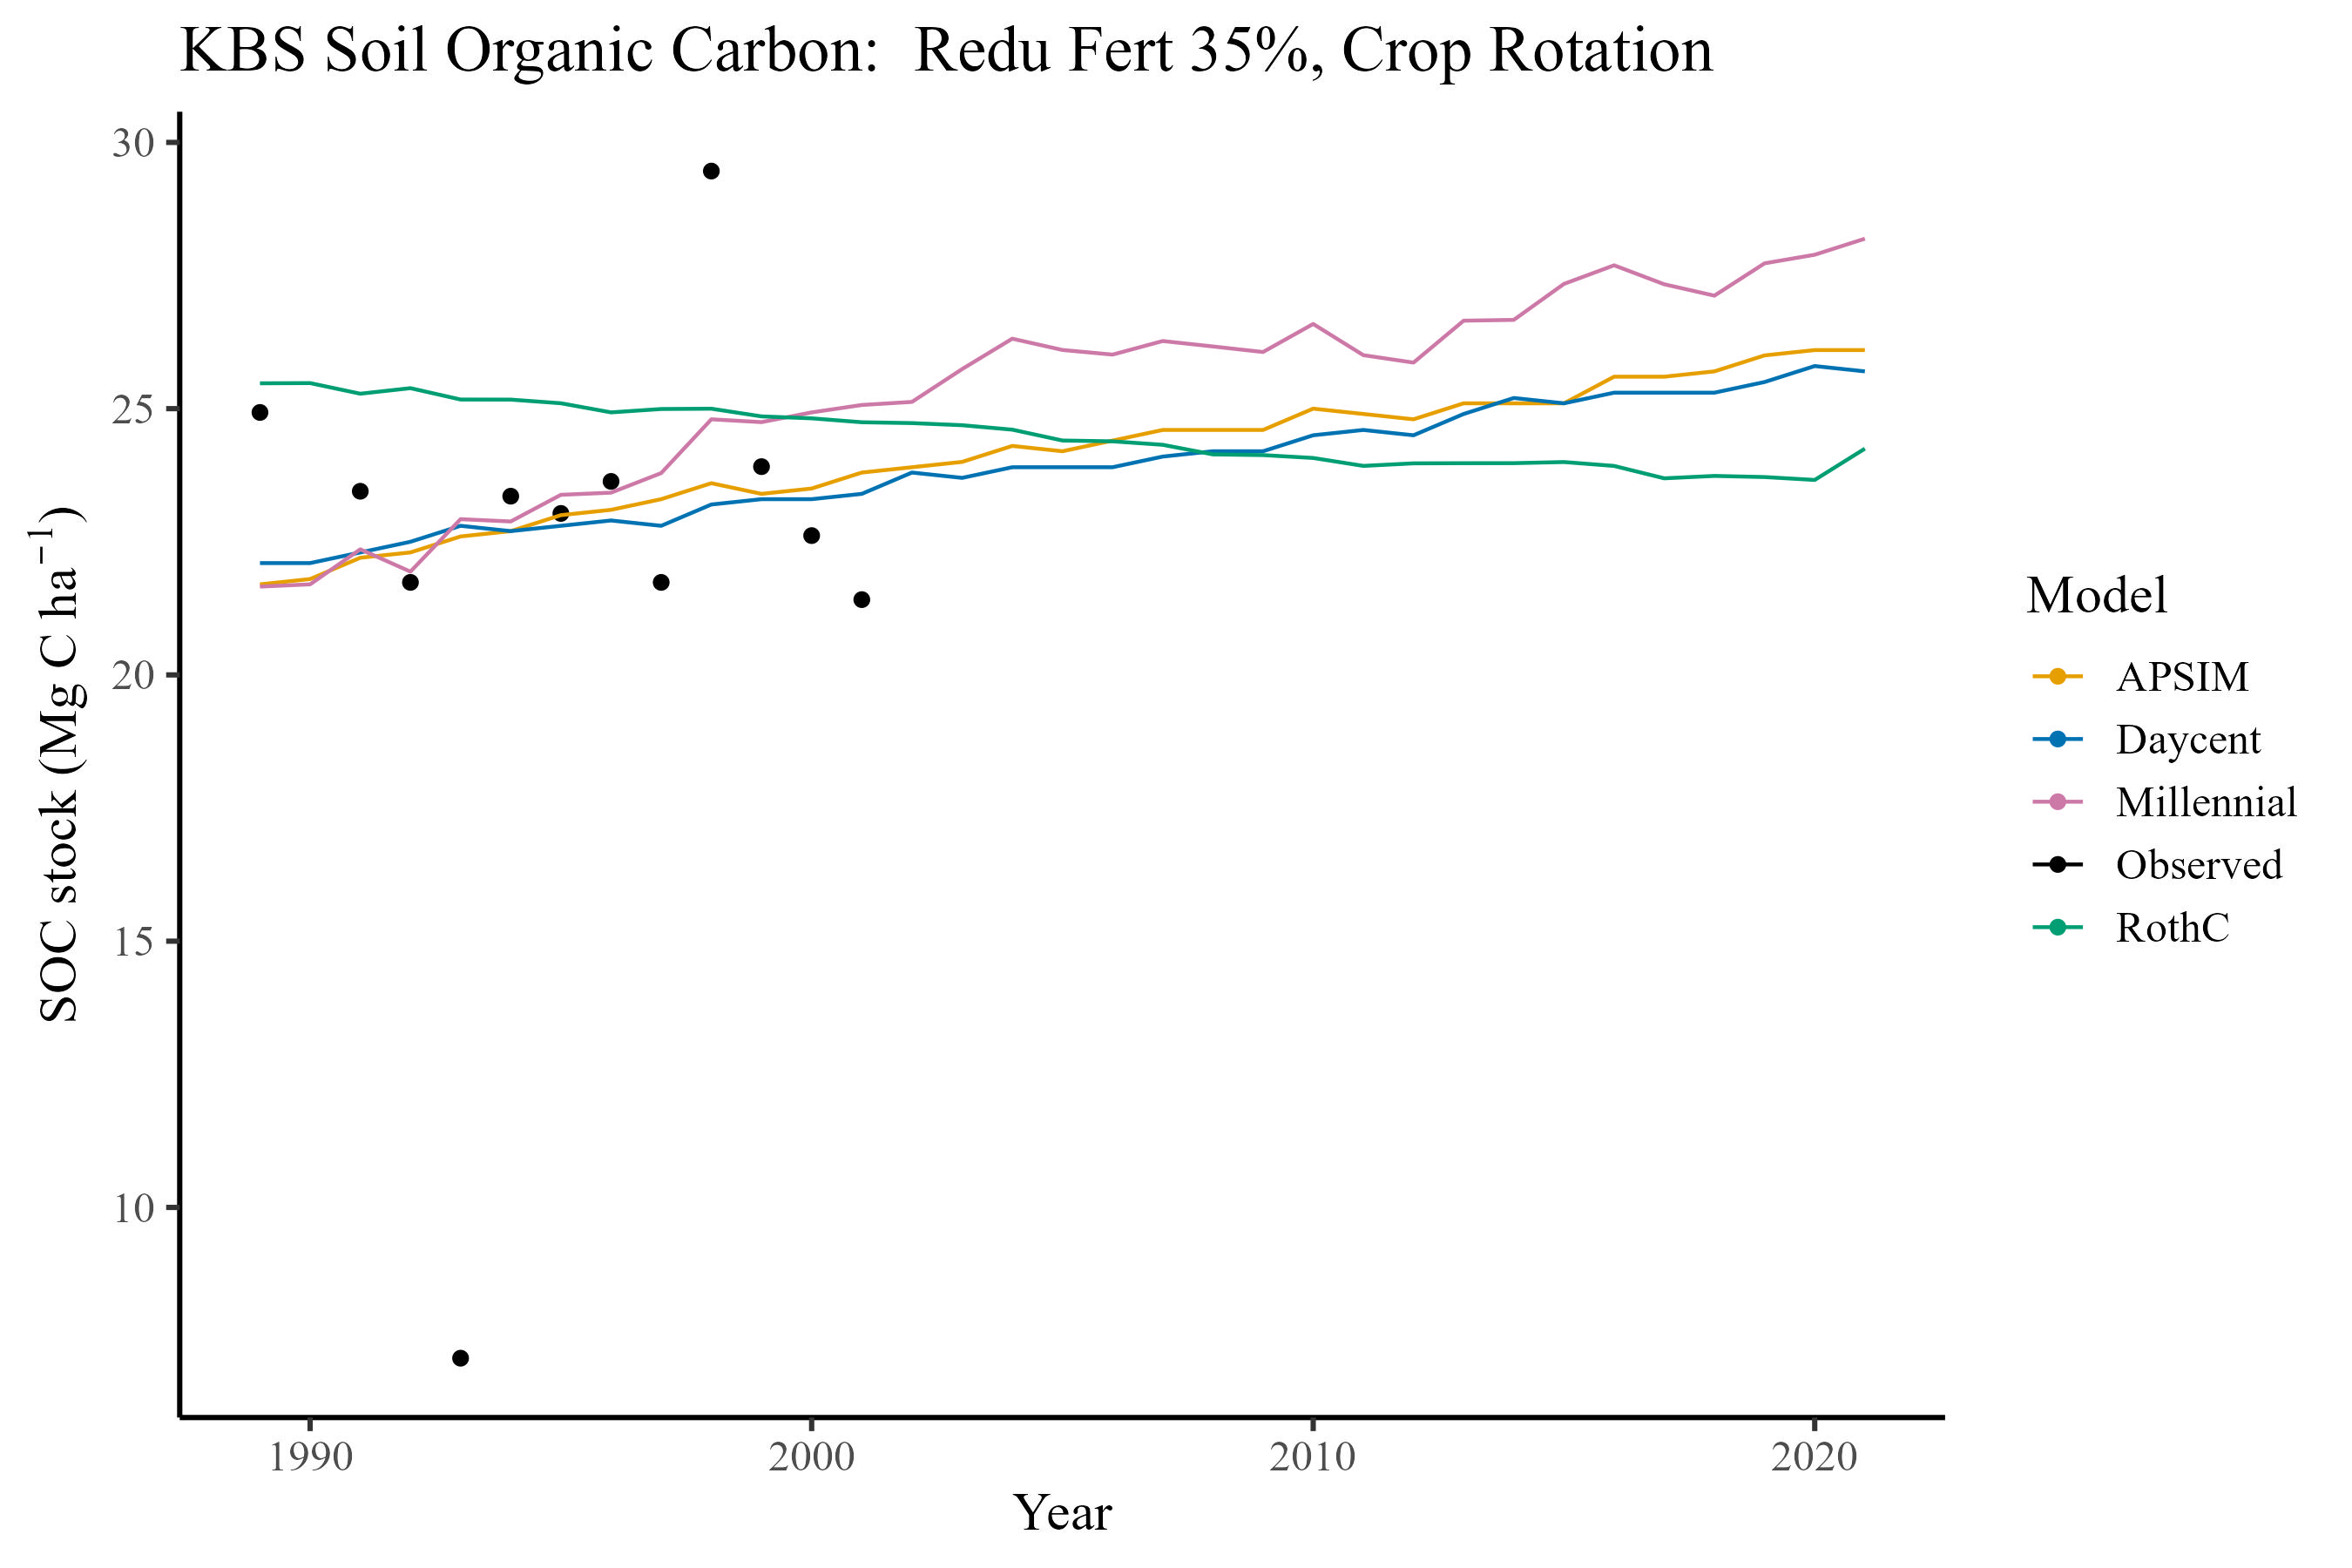 KBS Soil Organic Carbon:  Redu Fert 35%, Crop Rotation
SOC stock (Mg C ha⁻¹)
30
25
20
15
10
1990 2000 2010 2020
Year
Model
APSIM
Daycent
Millennial
Observed
RothC